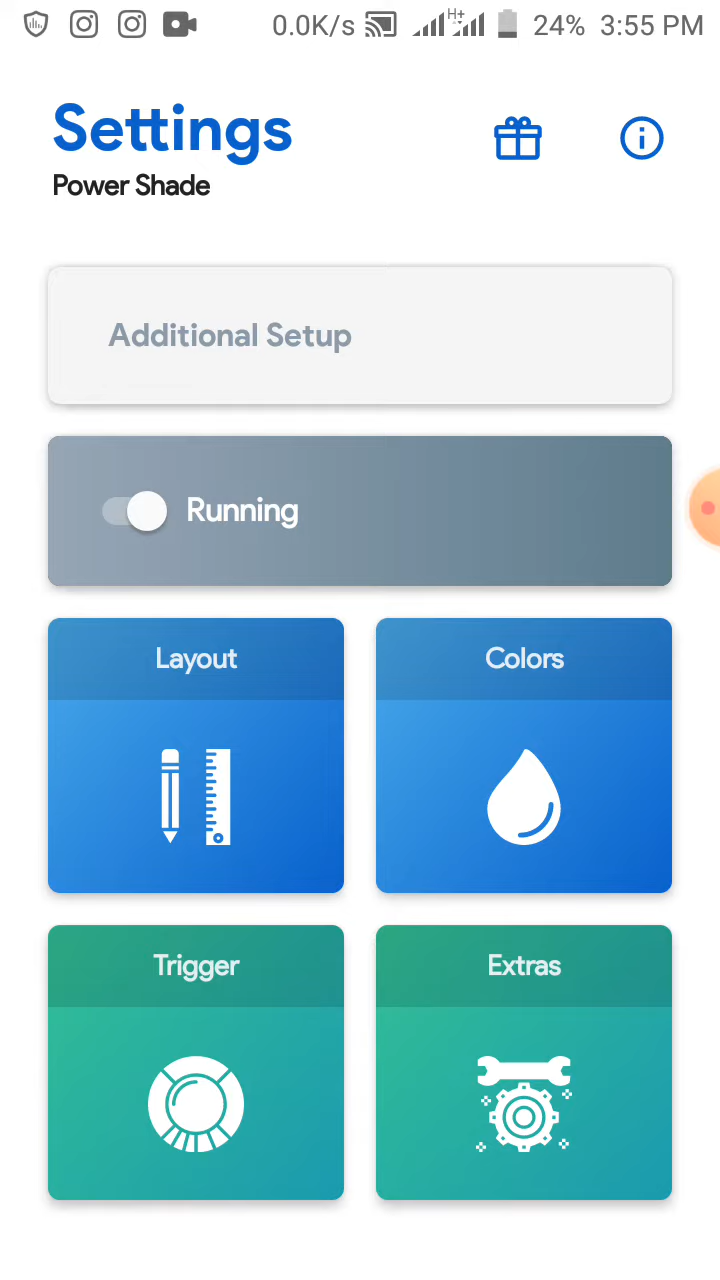 0.0K/s H+ 24% 3:55 PM
Settings
Power Shade
Additional Setup
Running
Layout Colors
Trigger Extras